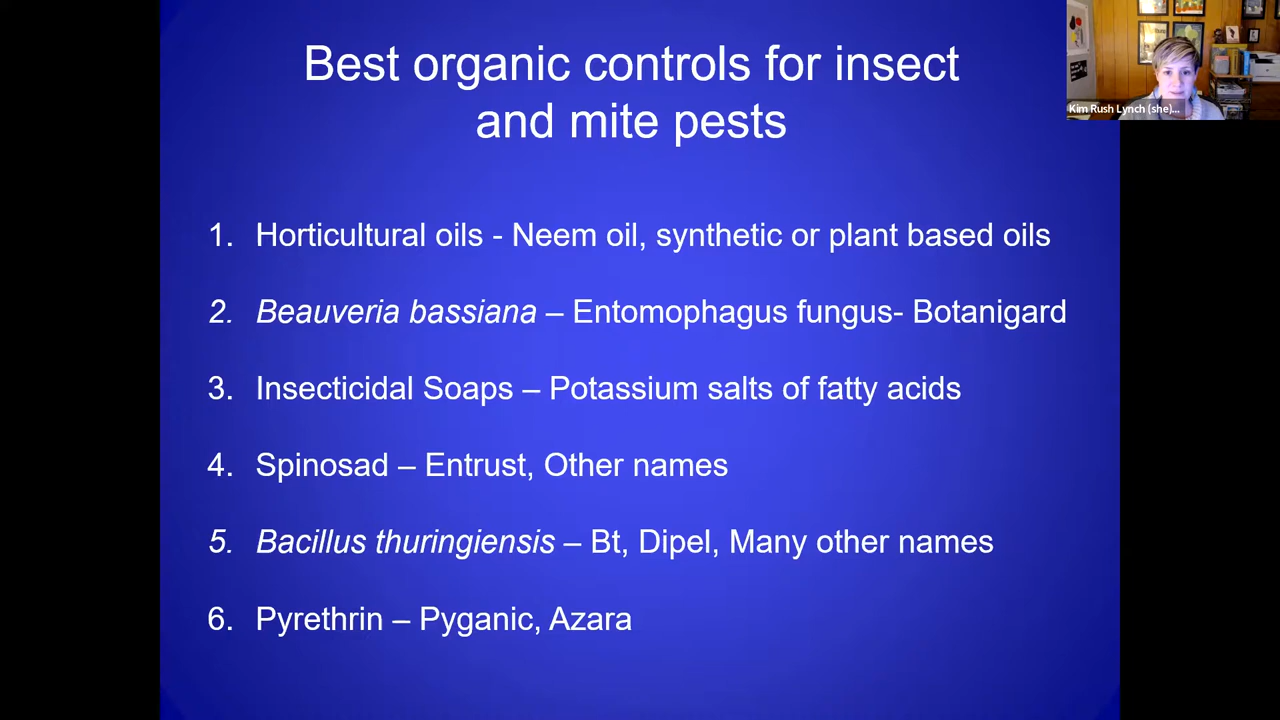 Best organic controls for insect
and mite pests
Kim Rush Lynch (she)...
1. Horticultural oils - Neem oil, synthetic or plant based oils
2. Beauveria bassiana – Entomophagus fungus- Botanigard
3. Insecticidal Soaps – Potassium salts of fatty acids
4. Spinosad – Entrust, Other names
5. Bacillus thuringiensis – Bt, Dipel, Many other names
6. Pyrethrin – Pyganic, Azara